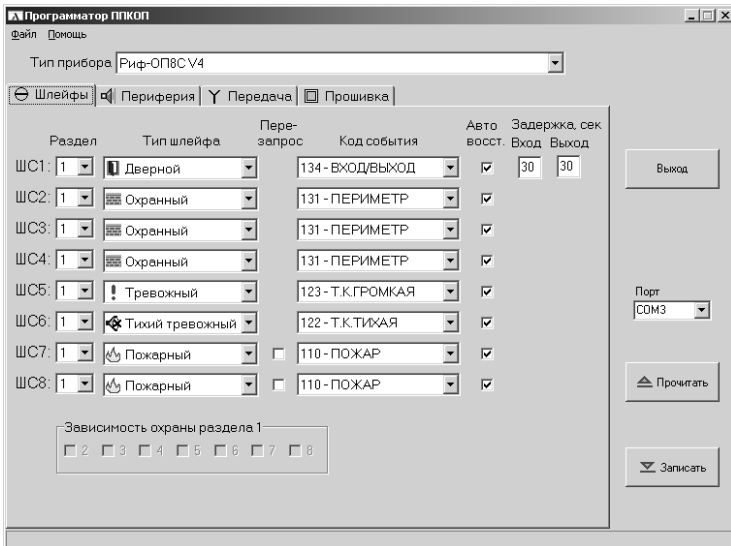 Программатор ППКОП
Файл Помощь
Тип прибора Риф-ОП8С V4
Шлейфы Периферия Передача Прошивка
Раздел Тип шлейфа Пере-запрос Код события Авто восст. Задержка, сек Вход Выход
ШС1: 1 Дверной 134 - ВХОД/ВЫХОД 30 30
ШС2: 1 Охранный 131 - ПЕРИМЕТР
ШС3: 1 Охранный 131 - ПЕРИМЕТР
ШС4: 1 Охранный 131 - ПЕРИМЕТР
ШС5: 1 Тревожный 123 - Т.К.ГРОМКАЯ
ШС6: 1 Тихий тревожный 122 - Т.К.ТИХАЯ
ШС7: 1 Пожарный 110 - ПОЖАР
ШС8: 1 Пожарный 110 - ПОЖАР
Зависимость охраны раздела 1
2 3 4 5 6 7 8
Выход
Порт
COM3
Прочитать
Записать